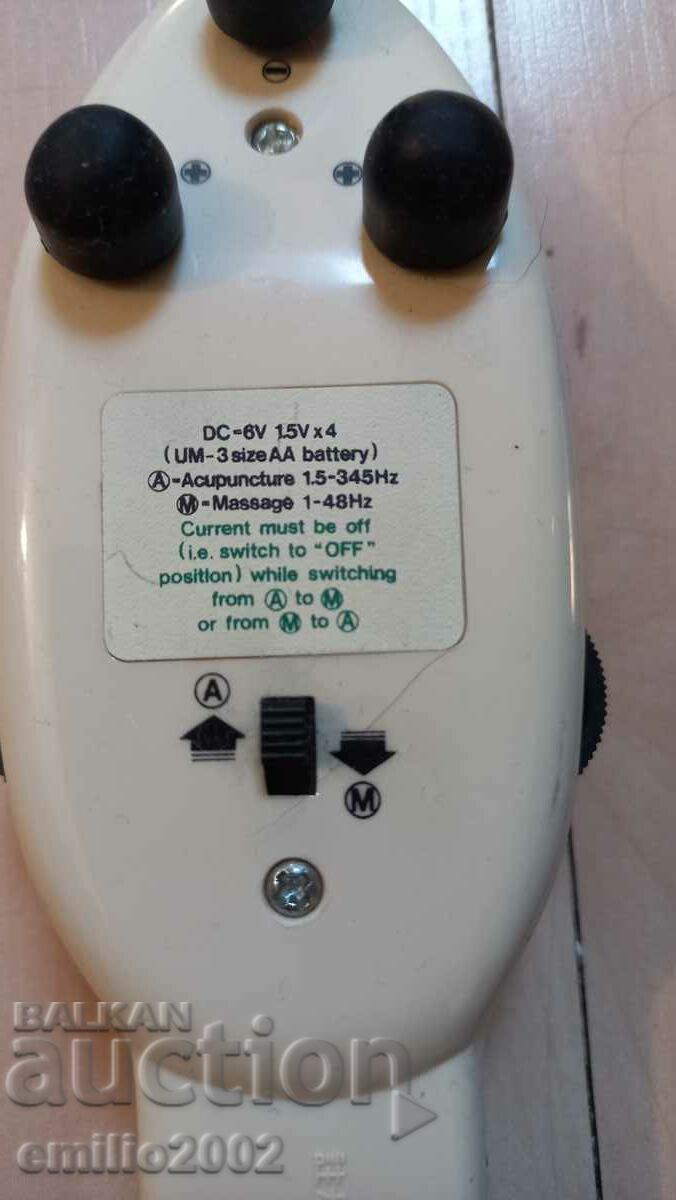 DC=6V 1.5V x 4
(UM-3 size AA battery)
Ⓐ=Acupuncture 1.5-345Hz
Ⓜ=Massage 1-48Hz
Current must be off
(i.e. switch to "OFF"
position) while switching
from Ⓐ to Ⓜ
or from Ⓜ to Ⓐ
Ⓐ
Ⓜ
BALKAN
auction
emilio2002